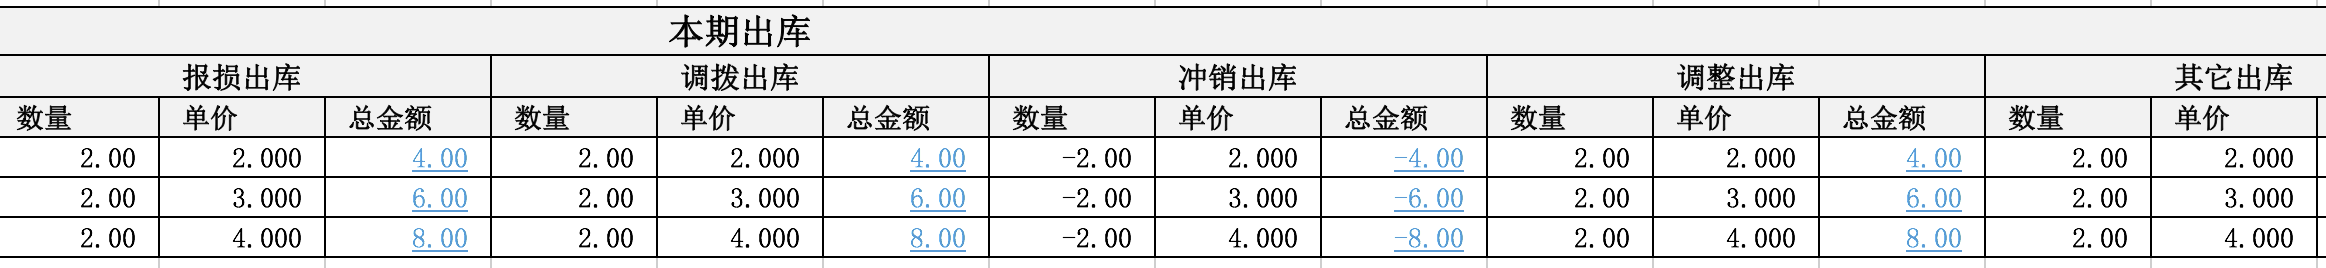 本期出库
报损出库 调拨出库 冲销出库 调整出库 其它出库
数量 单价 总金额 数量 单价 总金额 数量 单价 总金额 数量 单价 总金额 数量 单价
2.00 2.000 4.00 2.00 2.000 4.00 -2.00 2.000 -4.00 2.00 2.000 4.00 2.00 2.000
2.00 3.000 6.00 2.00 3.000 6.00 -2.00 3.000 -6.00 2.00 3.000 6.00 2.00 3.000
2.00 4.000 8.00 2.00 4.000 8.00 -2.00 4.000 -8.00 2.00 4.000 8.00 2.00 4.000